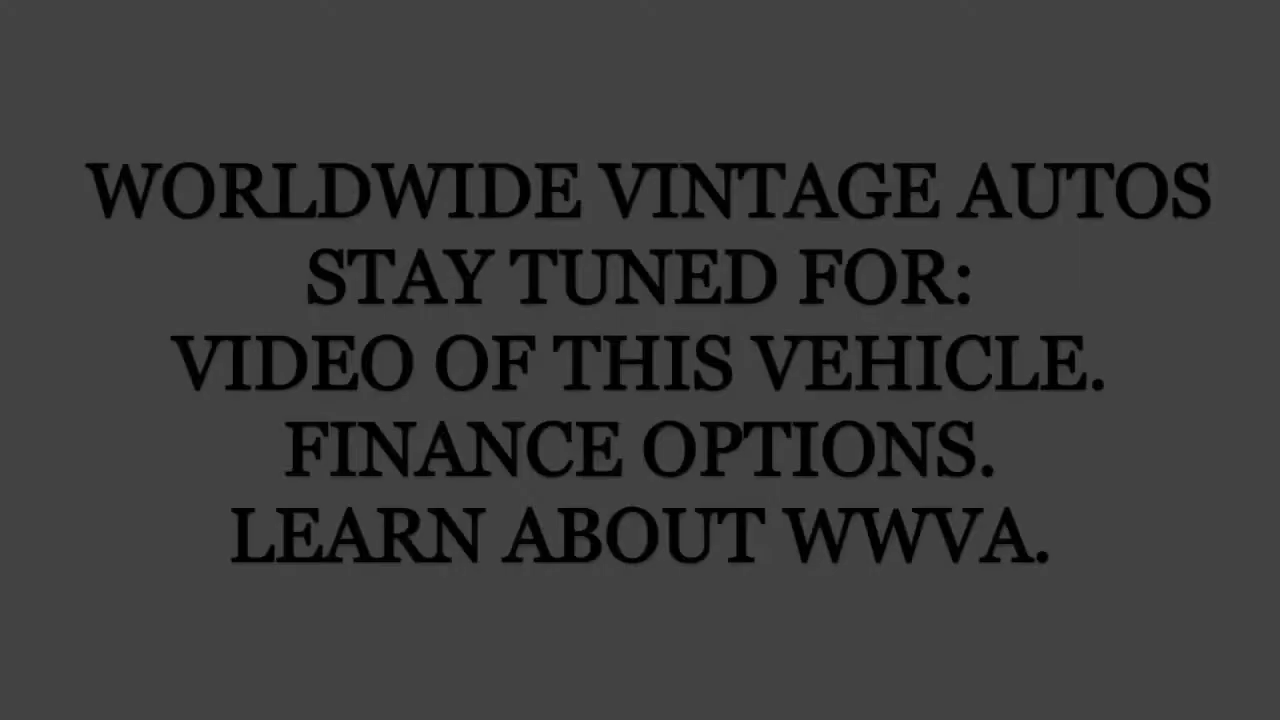 WORLDWIDE VINTAGE AUTOS
STAY TUNED FOR:
VIDEO OF THIS VEHICLE.
FINANCE OPTIONS.
LEARN ABOUT WWVA.